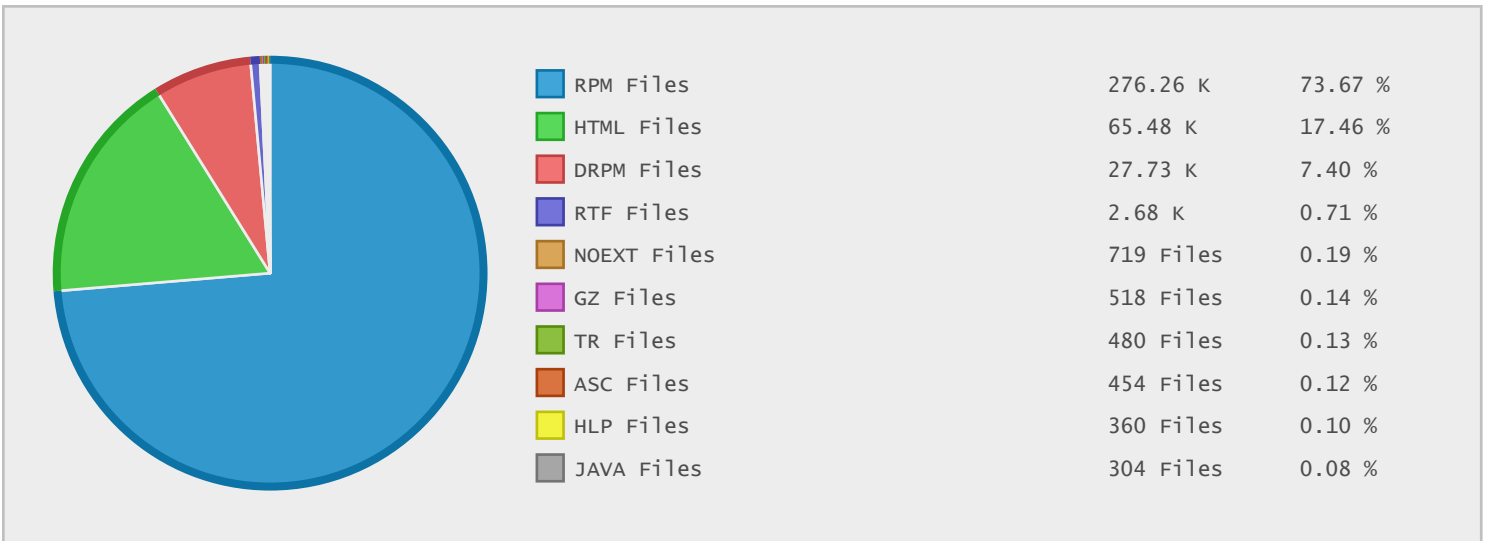 RPM Files 276.26 K 73.67 %
HTML Files 65.48 K 17.46 %
DRPM Files 27.73 K 7.40 %
RTF Files 2.68 K 0.71 %
NOEXT Files 719 Files 0.19 %
GZ Files 518 Files 0.14 %
TR Files 480 Files 0.13 %
ASC Files 454 Files 0.12 %
HLP Files 360 Files 0.10 %
JAVA Files 304 Files 0.08 %